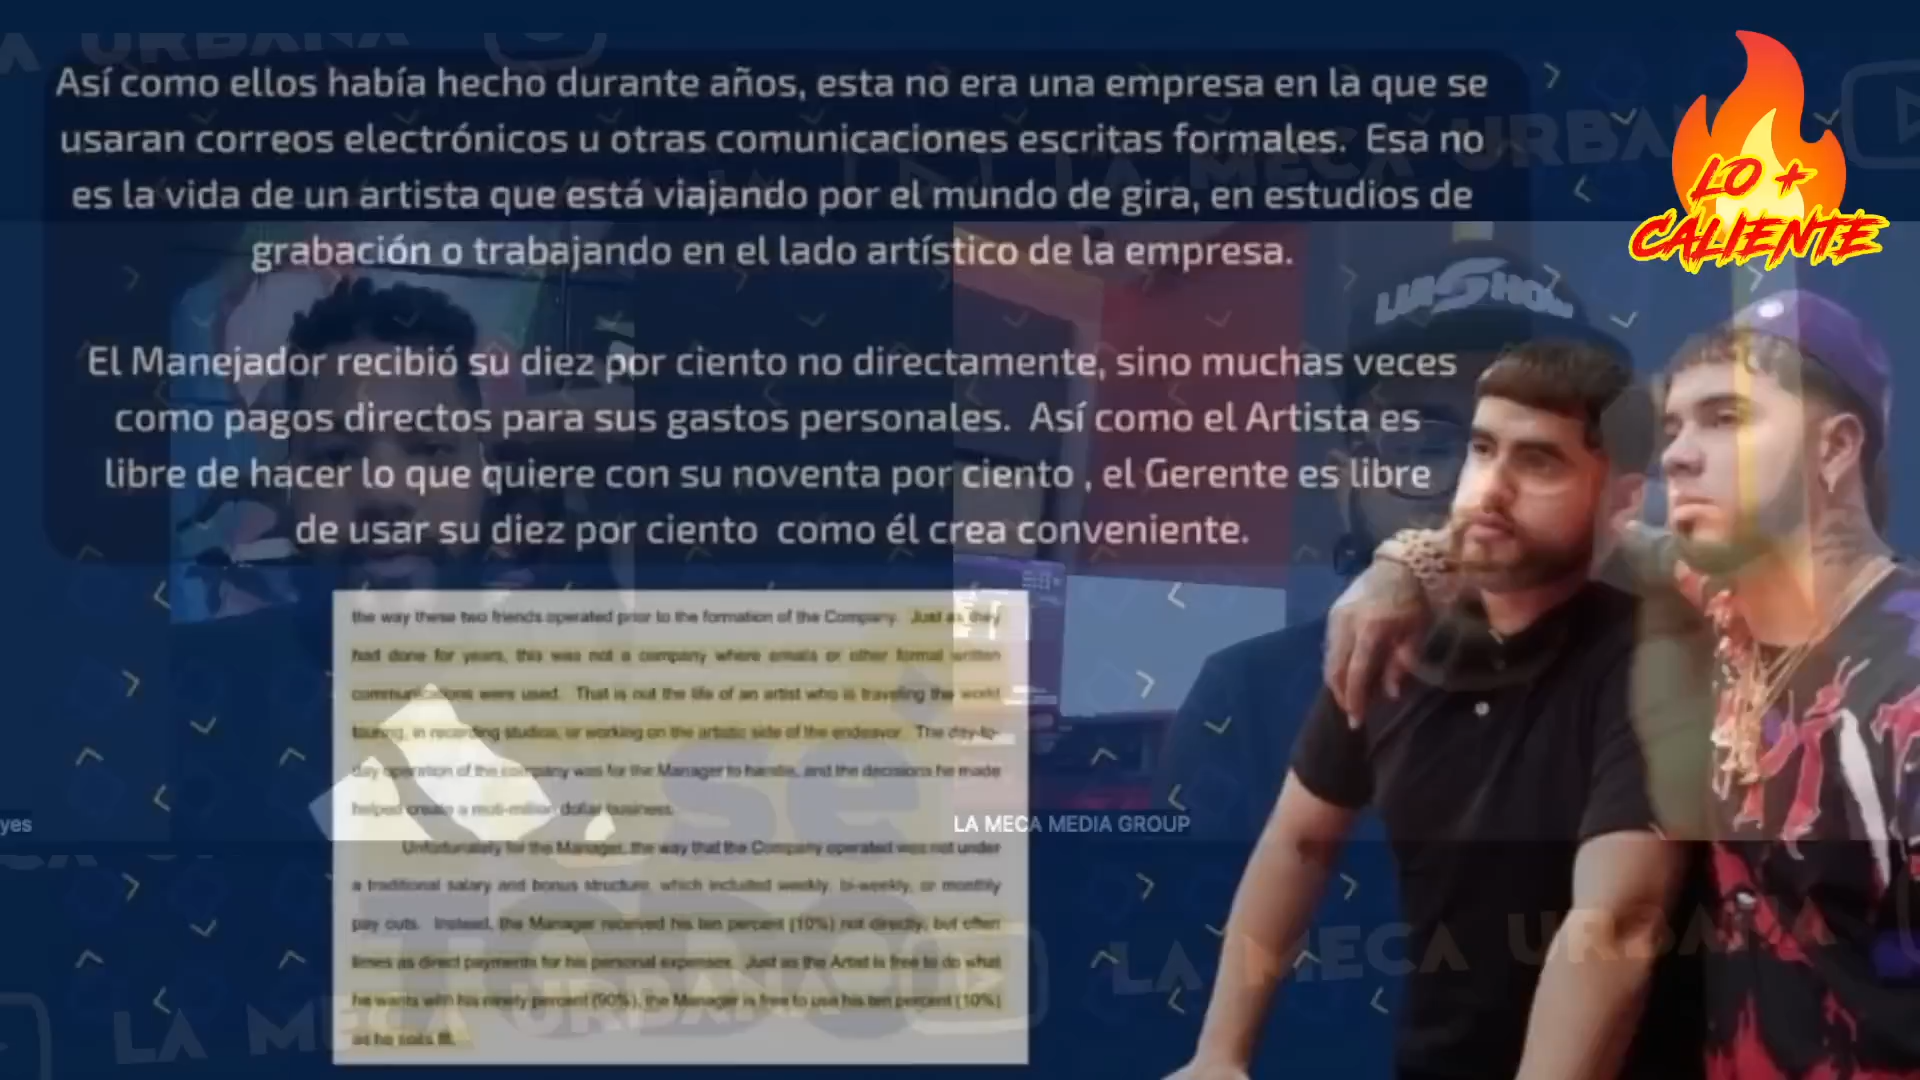 Así como ellos había hecho durante años, esta no era una empresa en la que se
usaran correos electrónicos u otras comunicaciones escritas formales. Esa no
es la vida de un artista que está viajando por el mundo de gira, en estudios de
grabación o trabajando en el lado artístico de la empresa.
El Manejador recibió su diez por ciento no directamente, sino muchas veces
como pagos directos para sus gastos personales. Así como el Artista es
libre de hacer lo que quiere con su noventa por ciento , el Gerente es libre
de usar su diez por ciento como él crea conveniente.
LO +
CALIENTE
LUISHOW
the way these two friends operated prior to the formation of the Company. Just as they
had done for years, this was not a company where emails or other formal written
communications were used. That is not the life of an artist who is traveling the world
touring, in recording studios, or working on the artistic side of the endeavor. The day-to-
day operation of the company was for the Manager to handle, and the decisions he made
helped create a muti-million dollar business.
Unfortunately for the Manager, the way that the Company operated was not under
a traditional salary and bonus structure, which included weekly, bi-weekly, or monthly
pay outs. Instead, the Manager received his ten percent (10%) not directly, but often
times as direct payments for his personal expenses. Just as the Artist is free to do what
he wants with his ninety percent (90%), the Manager is free to use his ten percent (10%)
as he
yes
LA MECA MEDIA GROUP
se
LA MECA URBANA
LA MECA URBANA
LA MECA URBANA